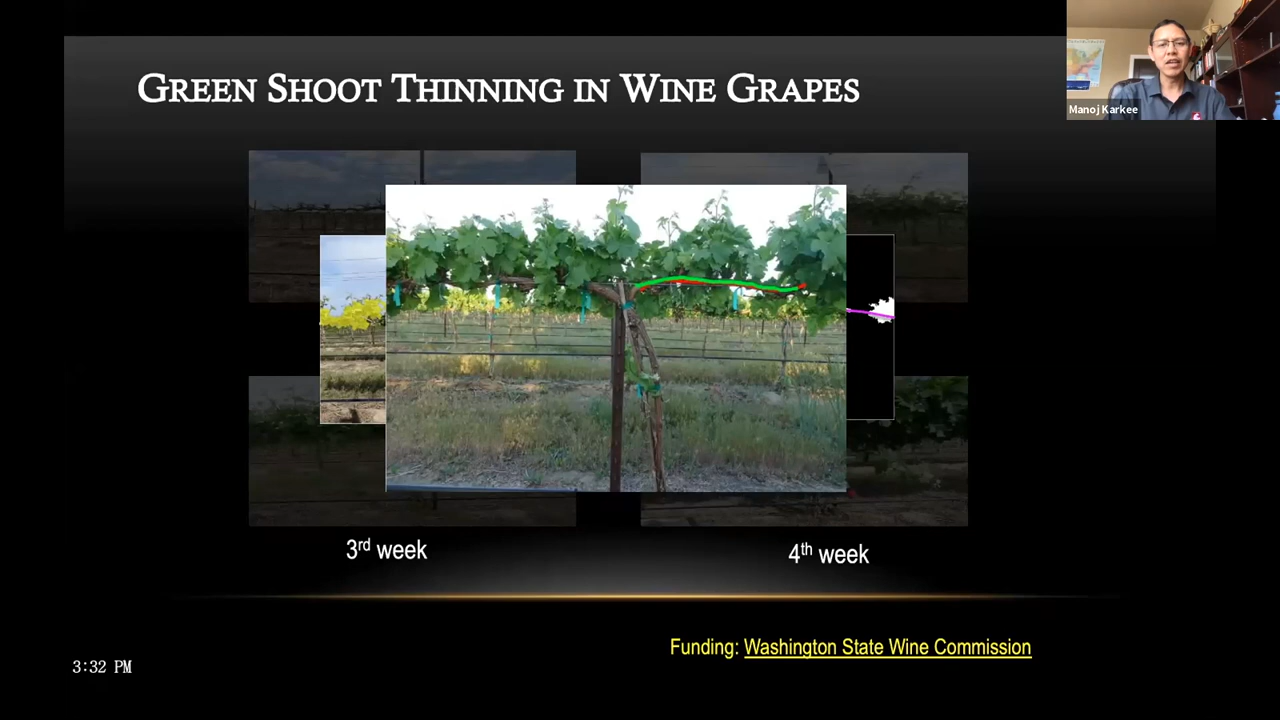 GREEN SHOOT THINNING IN WINE GRAPES
Manoj Karkee
3rd week
4th week
Funding: Washington State Wine Commission
3:32 PM